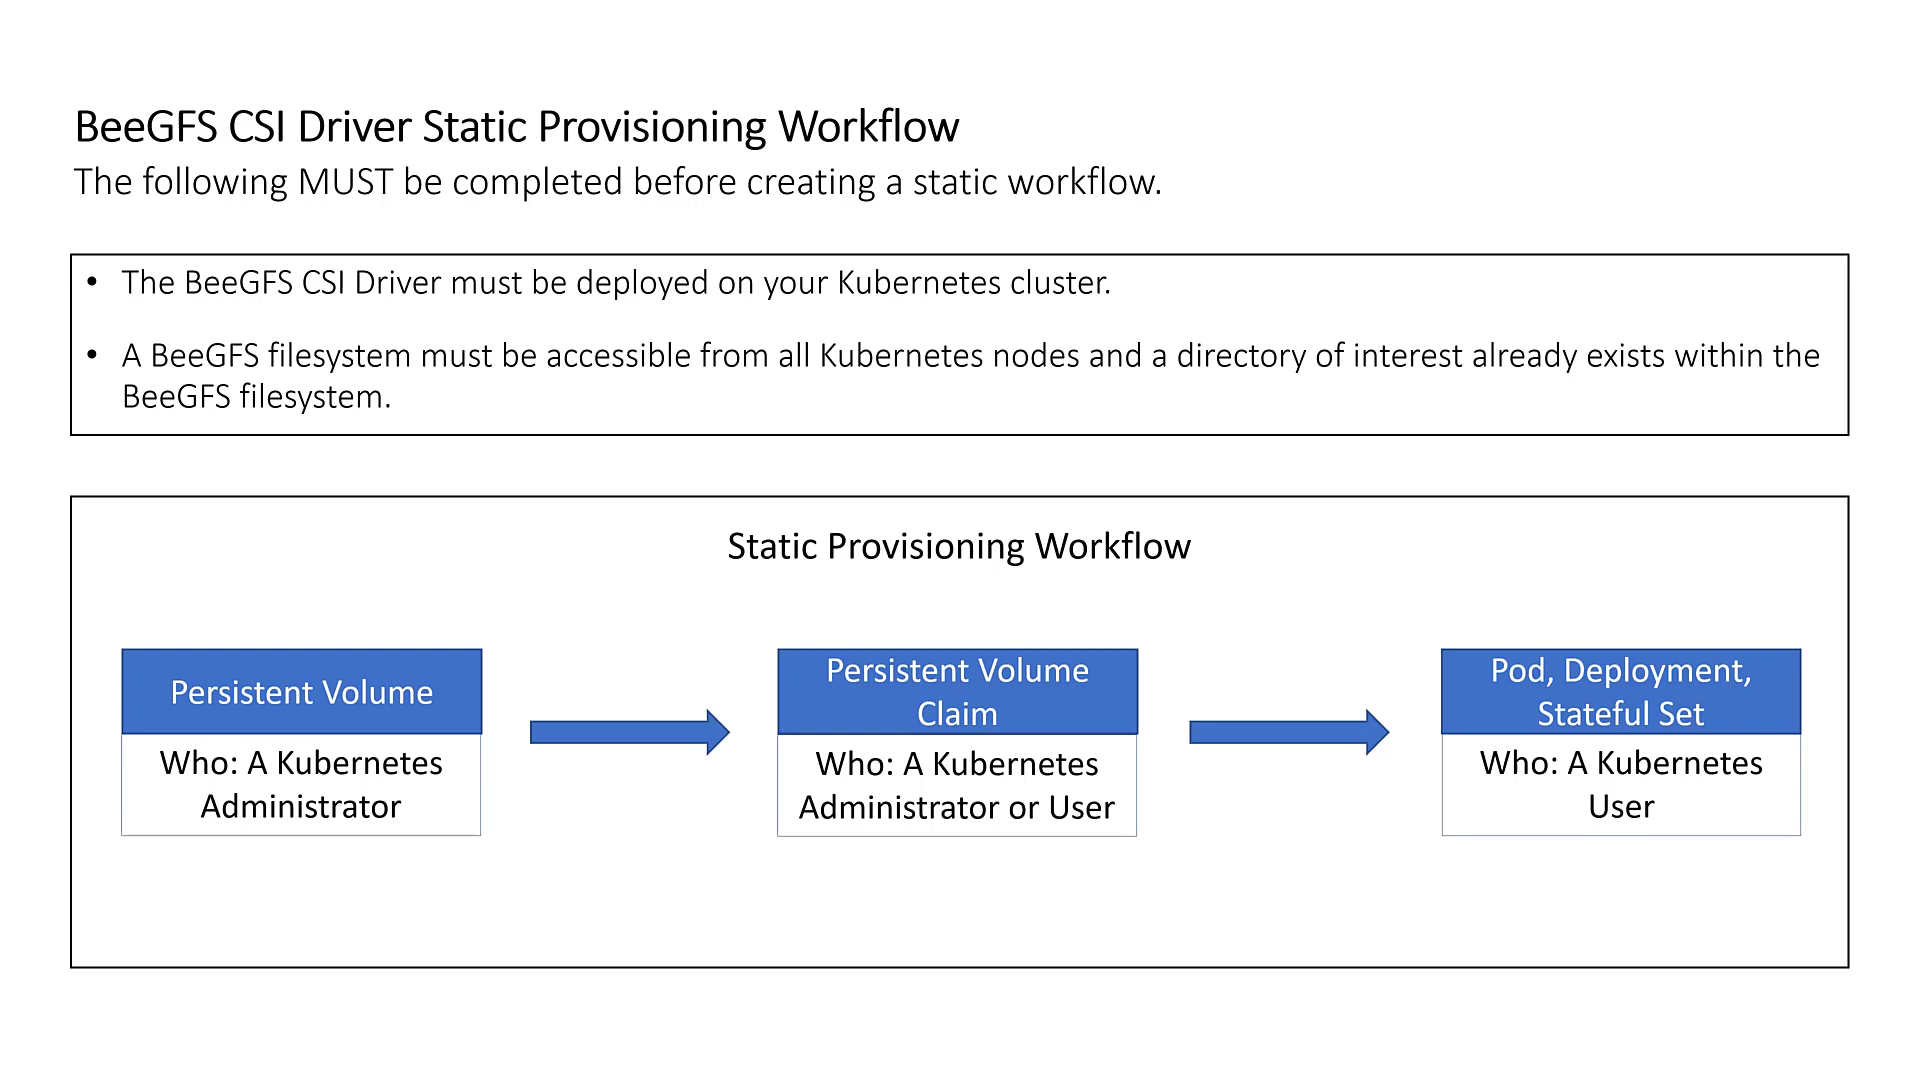 BeeGFS CSI Driver Static Provisioning Workflow
The following MUST be completed before creating a static workflow.
• The BeeGFS CSI Driver must be deployed on your Kubernetes cluster.
• A BeeGFS filesystem must be accessible from all Kubernetes nodes and a directory of interest already exists within the
BeeGFS filesystem.
Static Provisioning Workflow
Persistent Volume
Who: A Kubernetes
Administrator
Persistent Volume
Claim
Who: A Kubernetes
Administrator or User
Pod, Deployment,
Stateful Set
Who: A Kubernetes
User